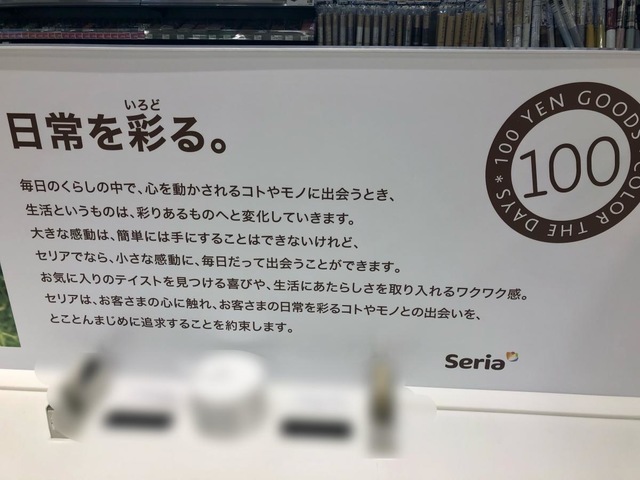 いろど
日常を彩る。
毎日のくらしの中で、心を動かされるコトやモノに出会うとき、
生活というものは、彩りあるものへと変化していきます。
大きな感動は、簡単には手にすることはできないけれど、
セリアでなら、小さな感動に、毎日だって出会うことができます。
お気に入りのテイストを見つける喜びや、生活にあたらしさを取り入れるワクワク感。
セリアは、お客さまの心に触れ、お客さまの日常を彩るコトやモノとの出会いを、
とことんまじめに追求することを約束します。
* 100 YEN GOODS * COLOR THE DAYS
100
Seria